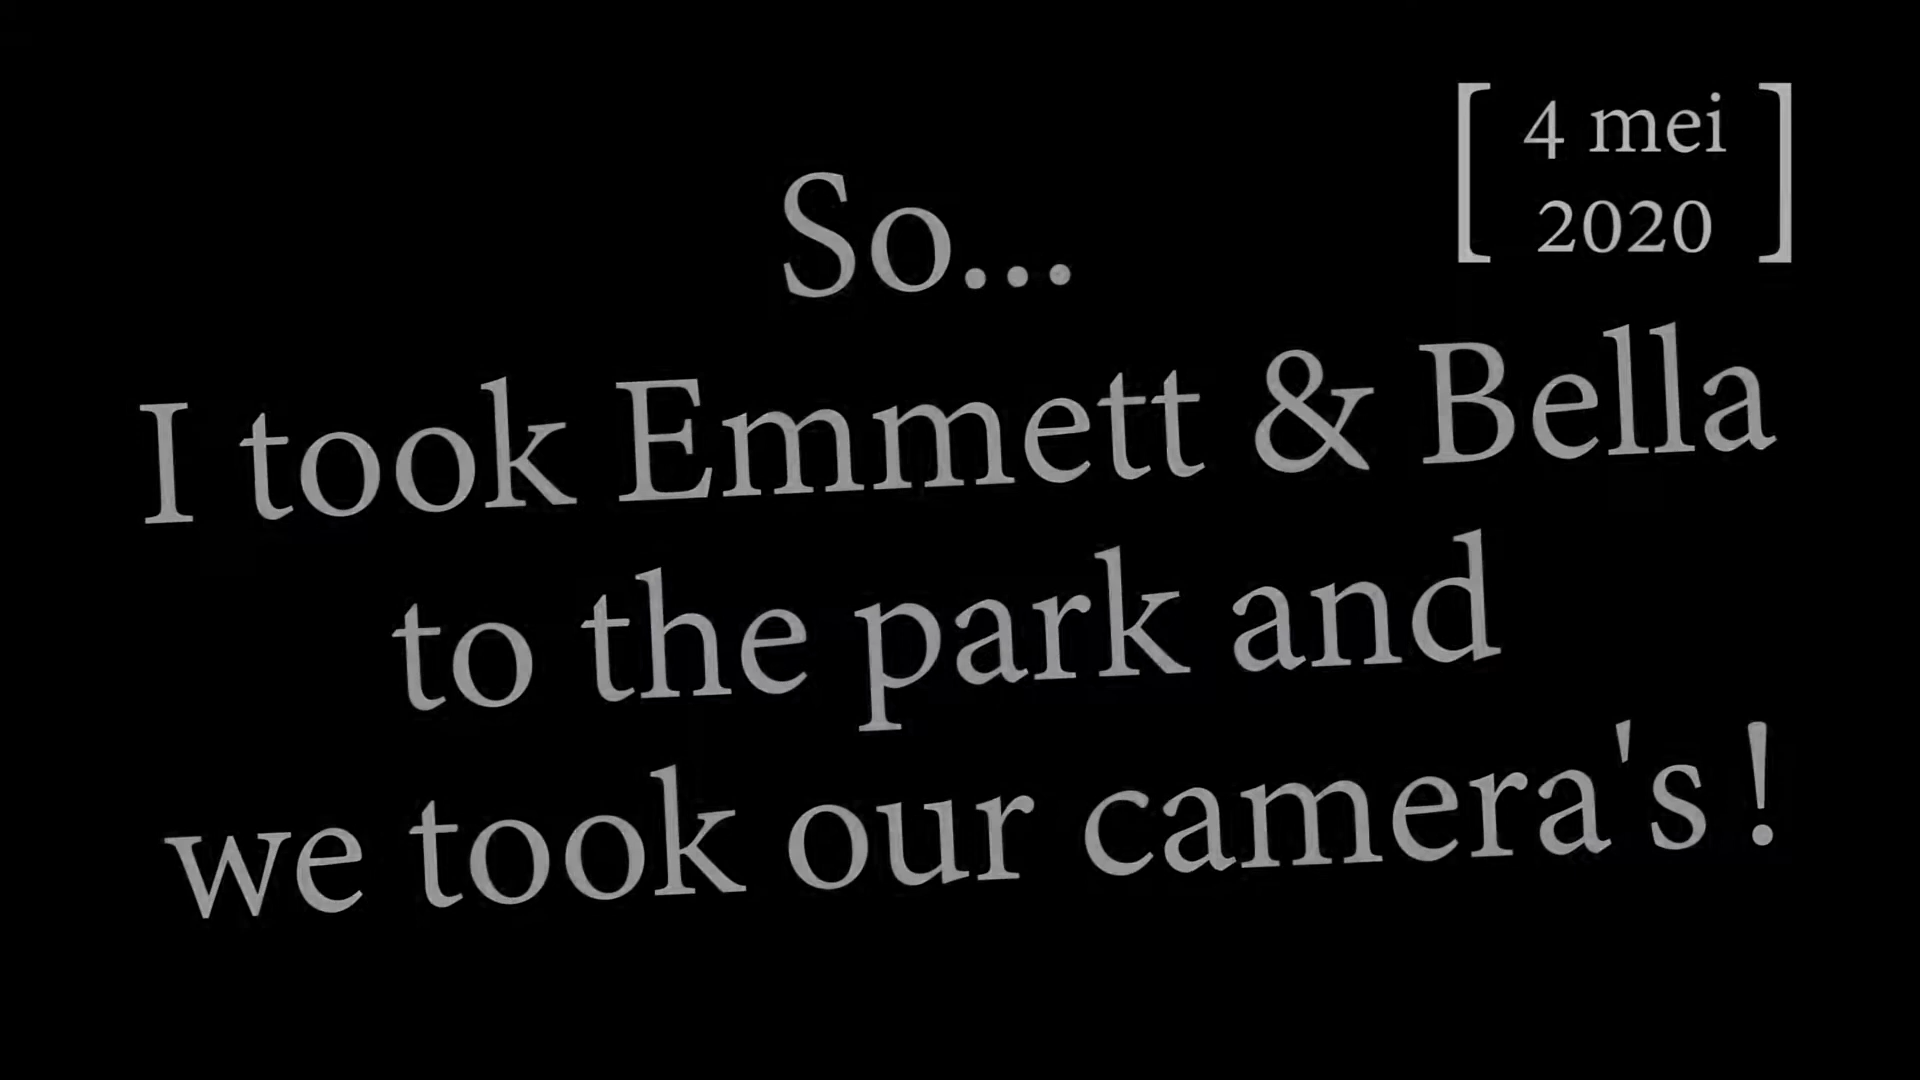 4 mei
2020
So...
I took Emmett & Bella
to the park and
we took our camera's !